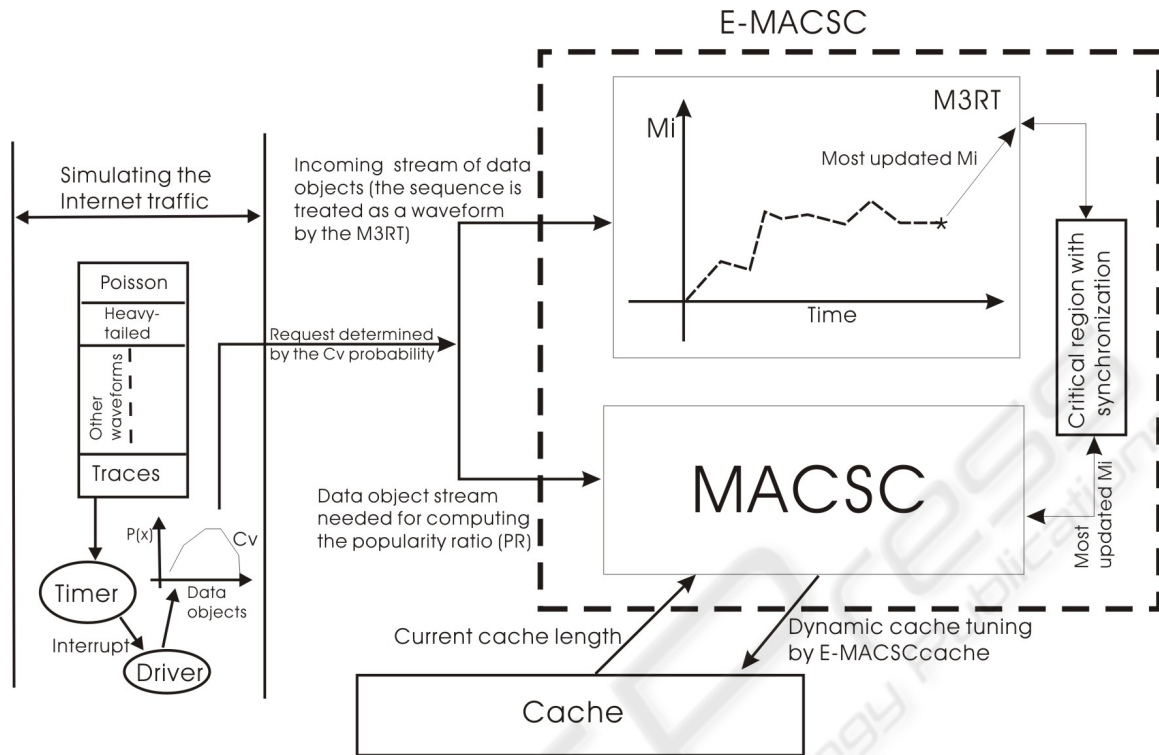 E-MACSC
M3RT
Mi
Most updated Mi
Time
Simulating the
Internet traffic
Incoming stream of data
objects (the sequence is
treated as a waveform
by the M3RT)
Poisson
Heavy-
tailed
Other
waveforms
Traces
Request determined
by the Cv probability
Critical region with
synchronization
MACSC
Most
updated Mi
Data object stream
needed for computing
the popularity ratio (PR)
P(x)
Cv
Data
objects
Timer
Interrupt
Driver
Current cache length
Dynamic cache tuning
by E-MACSCcache
Cache